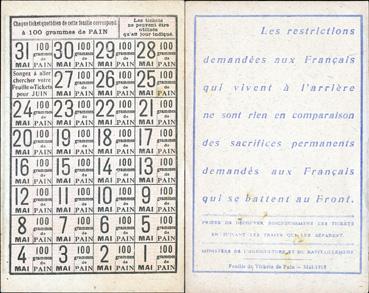 Chaque ticket quotidien de cette feuille correspond
à 100 grammes de PAIN
Les tickets
ne peuvent être
utilisés
qu'au jour indiqué.
31 100 grammes de MAI PAIN
30 100 grammes de MAI PAIN
29 100 grammes de MAI PAIN
28 100 grammes de MAI PAIN
Songez à aller
chercher votre
Feuille de Tickets
pour JUIN
27 100 grammes de MAI PAIN
26 100 grammes de MAI PAIN
25 100 grammes de MAI PAIN
24 100 grammes de MAI PAIN
23 100 grammes de MAI PAIN
22 100 grammes de MAI PAIN
21 100 grammes de MAI PAIN
20 100 grammes de MAI PAIN
19 100 grammes de MAI PAIN
18 100 grammes de MAI PAIN
17 100 grammes de MAI PAIN
16 100 grammes de MAI PAIN
15 100 grammes de MAI PAIN
14 100 grammes de MAI PAIN
13 100 grammes de MAI PAIN
12 100 grammes de MAI PAIN
11 100 grammes de MAI PAIN
10 100 grammes de MAI PAIN
9 100 grammes de MAI PAIN
8 100 grammes de MAI PAIN
7 100 grammes de MAI PAIN
6 100 grammes de MAI PAIN
5 100 grammes de MAI PAIN
4 100 grammes de MAI PAIN
3 100 grammes de MAI PAIN
2 100 grammes de MAI PAIN
1 100 grammes de MAI PAIN
Les restrictions
demandées aux Français
qui vivent à l'arrière
ne sont rien en comparaison
des sacrifices permanents
demandés aux Français
qui se battent au Front.
PRIÈRE DE LES TICKETS
EN SUIVANT LES TRAITS QUI LES SÉPARENT.
MINISTÈRE DE L'AGRICULTURE ET DU RAVITAILLEMENT
Feuille de Tickets de Pain — Mai 1918